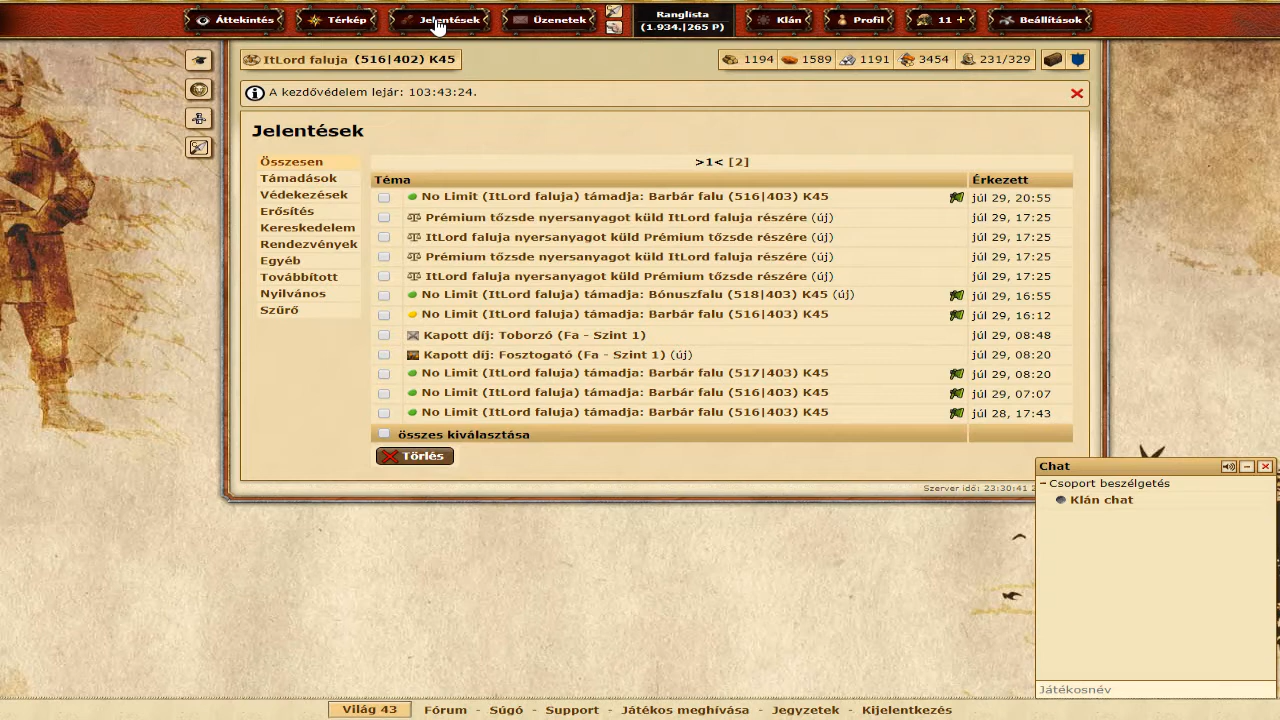 Áttekintés Térkép Jelentések Üzenetek Ranglista (1.934.|265 P) Klán Profil 11 + Beállítások
ItLord faluja (516|402) K45 1194 1589 1191 3454 231/329
A kezdővédelem lejár: 103:43:24.
Jelentések
Összesen
Támadások
Védekezések
Erősítés
Kereskedelem
Rendezvények
Egyéb
Továbbított
Nyilvános
Szűrő
>1< [2]
Téma Érkezett
No Limit (ItLord faluja) támadja: Barbár falu (516|403) K45 júl 29, 20:55
Prémium tőzsde nyersanyagot küld ItLord faluja részére (új) júl 29, 17:25
ItLord faluja nyersanyagot küld Prémium tőzsde részére (új) júl 29, 17:25
Prémium tőzsde nyersanyagot küld ItLord faluja részére (új) júl 29, 17:25
ItLord faluja nyersanyagot küld Prémium tőzsde részére (új) júl 29, 17:25
No Limit (ItLord faluja) támadja: Bónuszfalu (518|403) K45 (új) júl 29, 16:55
No Limit (ItLord faluja) támadja: Barbár falu (516|403) K45 júl 29, 16:12
Kapott díj: Toborzó (Fa - Szint 1) júl 29, 08:48
Kapott díj: Fosztogató (Fa - Szint 1) (új) júl 29, 08:20
No Limit (ItLord faluja) támadja: Barbár falu (517|403) K45 júl 29, 08:20
No Limit (ItLord faluja) támadja: Barbár falu (516|403) K45 júl 29, 07:07
No Limit (ItLord faluja) támadja: Barbár falu (516|403) K45 júl 28, 17:43
összes kiválasztása
Törlés
Szerver idő: 23:30:41 2
Chat
Csoport beszélgetés
Klán chat
Játékosnév
Világ 43 Fórum - Súgó - Support - Játékos meghívása - Jegyzetek - Kijelentkezés